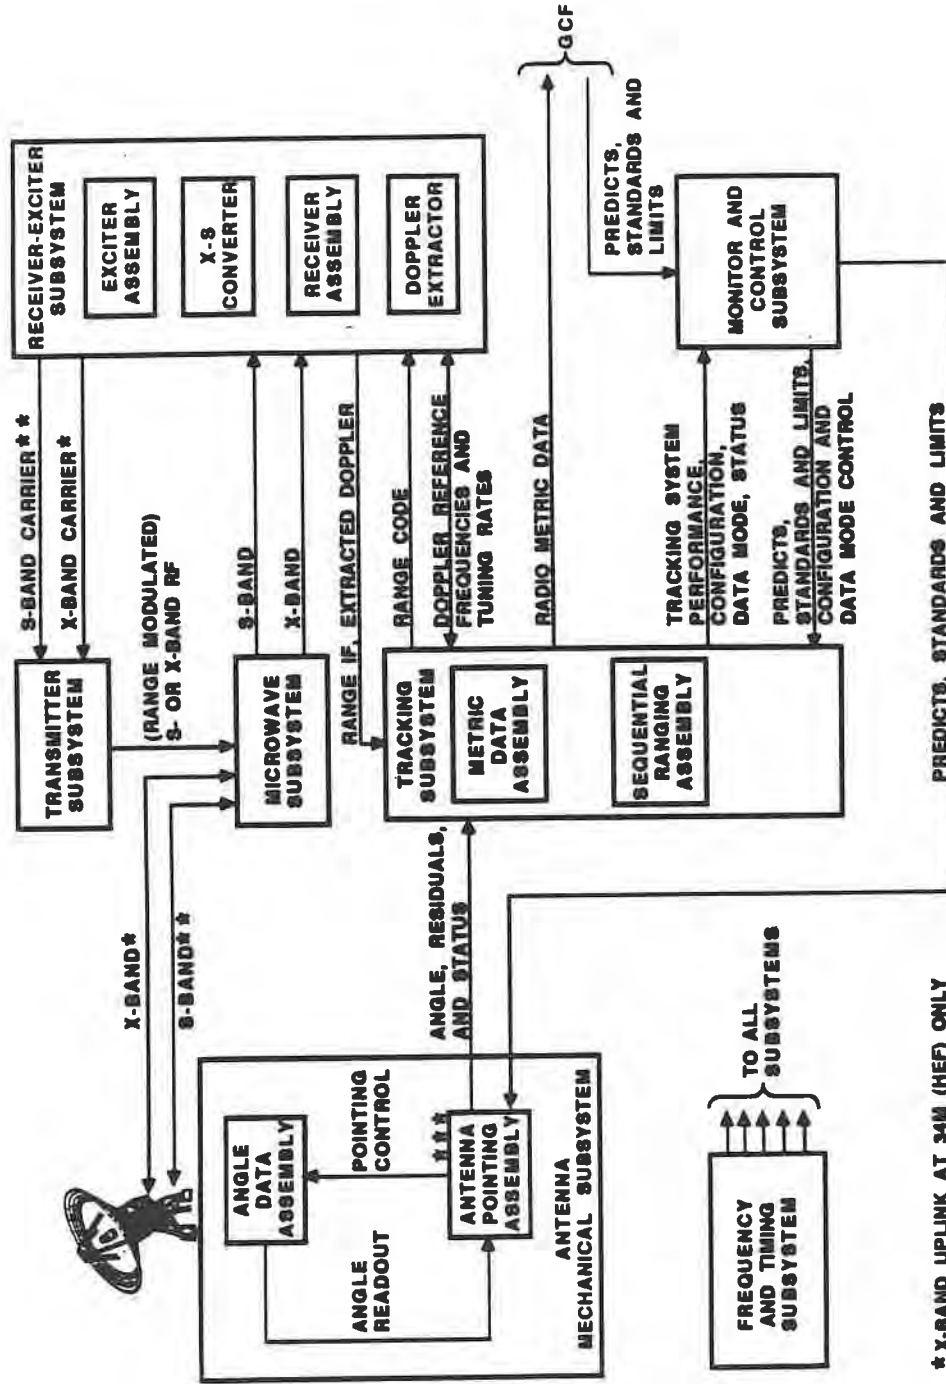 X-BAND*
S-BAND**
TRANSMITTER
SUBSYSTEM
S-BAND CARRIER**
X-BAND CARRIER*
(RANGE MODULATED)
S- OR X-BAND RF
RECEIVER-EXCITER
SUBSYSTEM
EXCITER
ASSEMBLY
X-S
CONVERTER
RECEIVER
ASSEMBLY
DOPPLER
EXTRACTOR
MICROWAVE
SUBSYSTEM
S-BAND
X-BAND
RANGE IF, EXTRACTED DOPPLER
RANGE CODE
DOPPLER REFERENCE
FREQUENCIES AND
TUNING RATES
ANGLE
DATA
ASSEMBLY
POINTING
CONTROL
ANGLE
READOUT
***
ANTENNA
POINTING
ASSEMBLY
ANTENNA
MECHANICAL SUBSYSTEM
ANGLE, RESIDUALS,
AND STATUS
TRACKING
SUBSYSTEM
METRIC
DATA
ASSEMBLY
SEQUENTIAL
RANGING
ASSEMBLY
RADIO METRIC DATA
GCF
PREDICTS,
STANDARDS AND
LIMITS
TRACKING SYSTEM
PERFORMANCE,
CONFIGURATION,
DATA MODE, STATUS
PREDICTS,
STANDARDS AND LIMITS,
CONFIGURATION AND
DATA MODE CONTROL
MONITOR AND
CONTROL
SUBSYSTEM
FREQUENCY
AND TIMING
SUBSYSTEM
TO ALL
SUBSYSTEMS
PREDICTS, STANDARDS AND LIMITS
*X-BAND UPLINK AT 34M (HEF) ONLY